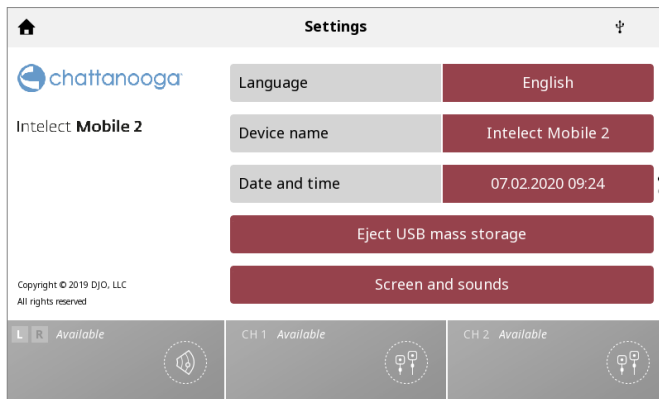 Settings
chattanooga
Language English
Intelect Mobile 2
Device name Intelect Mobile 2
Date and time 07.02.2020 09:24
Eject USB mass storage
Screen and sounds
Copyright © 2019 DJO, LLC
All rights reserved
L R Available
CH 1 Available
CH 2 Available